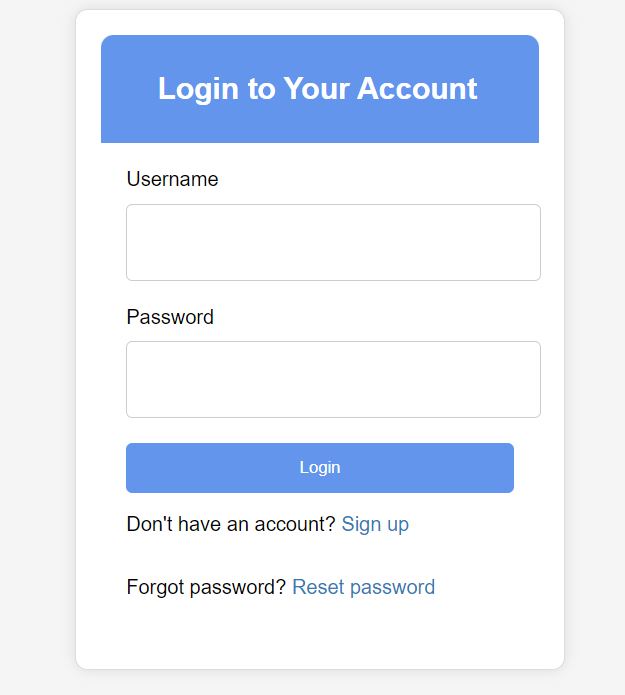 Login to Your Account
Username
Password
Login
Don't have an account? Sign up
Forgot password? Reset password